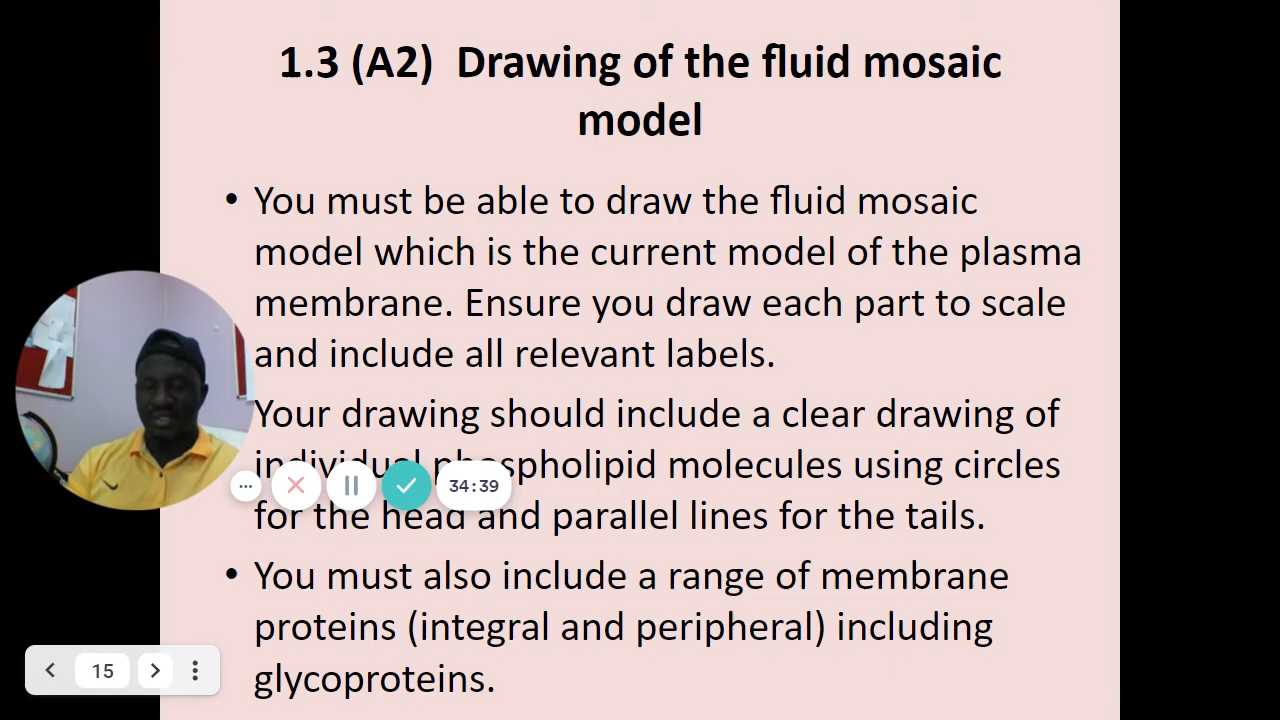 1.3 (A2) Drawing of the fluid mosaic
model
• You must be able to draw the fluid mosaic
model which is the current model of the plasma
membrane. Ensure you draw each part to scale
and include all relevant labels.
Your drawing should include a clear drawing of
individual phospholipid molecules using circles
for the head and parallel lines for the tails.
34:39
• You must also include a range of membrane
proteins (integral and peripheral) including
glycoproteins.
15